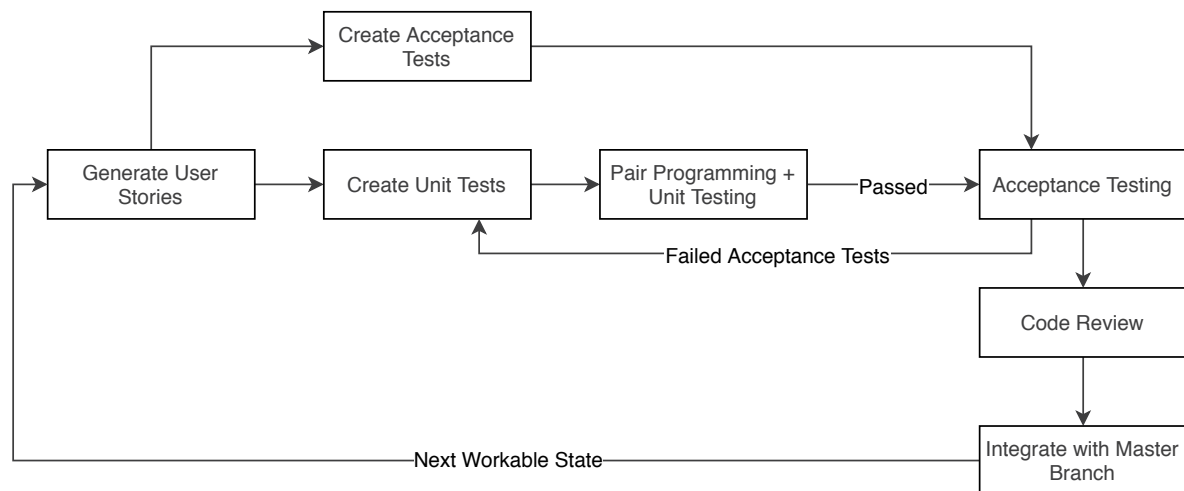 Create Acceptance
Tests
Generate User
Stories
Create Unit Tests
Pair Programming +
Unit Testing
Passed
Acceptance Testing
Failed Acceptance Tests
Code Review
Next Workable State
Integrate with Master
Branch